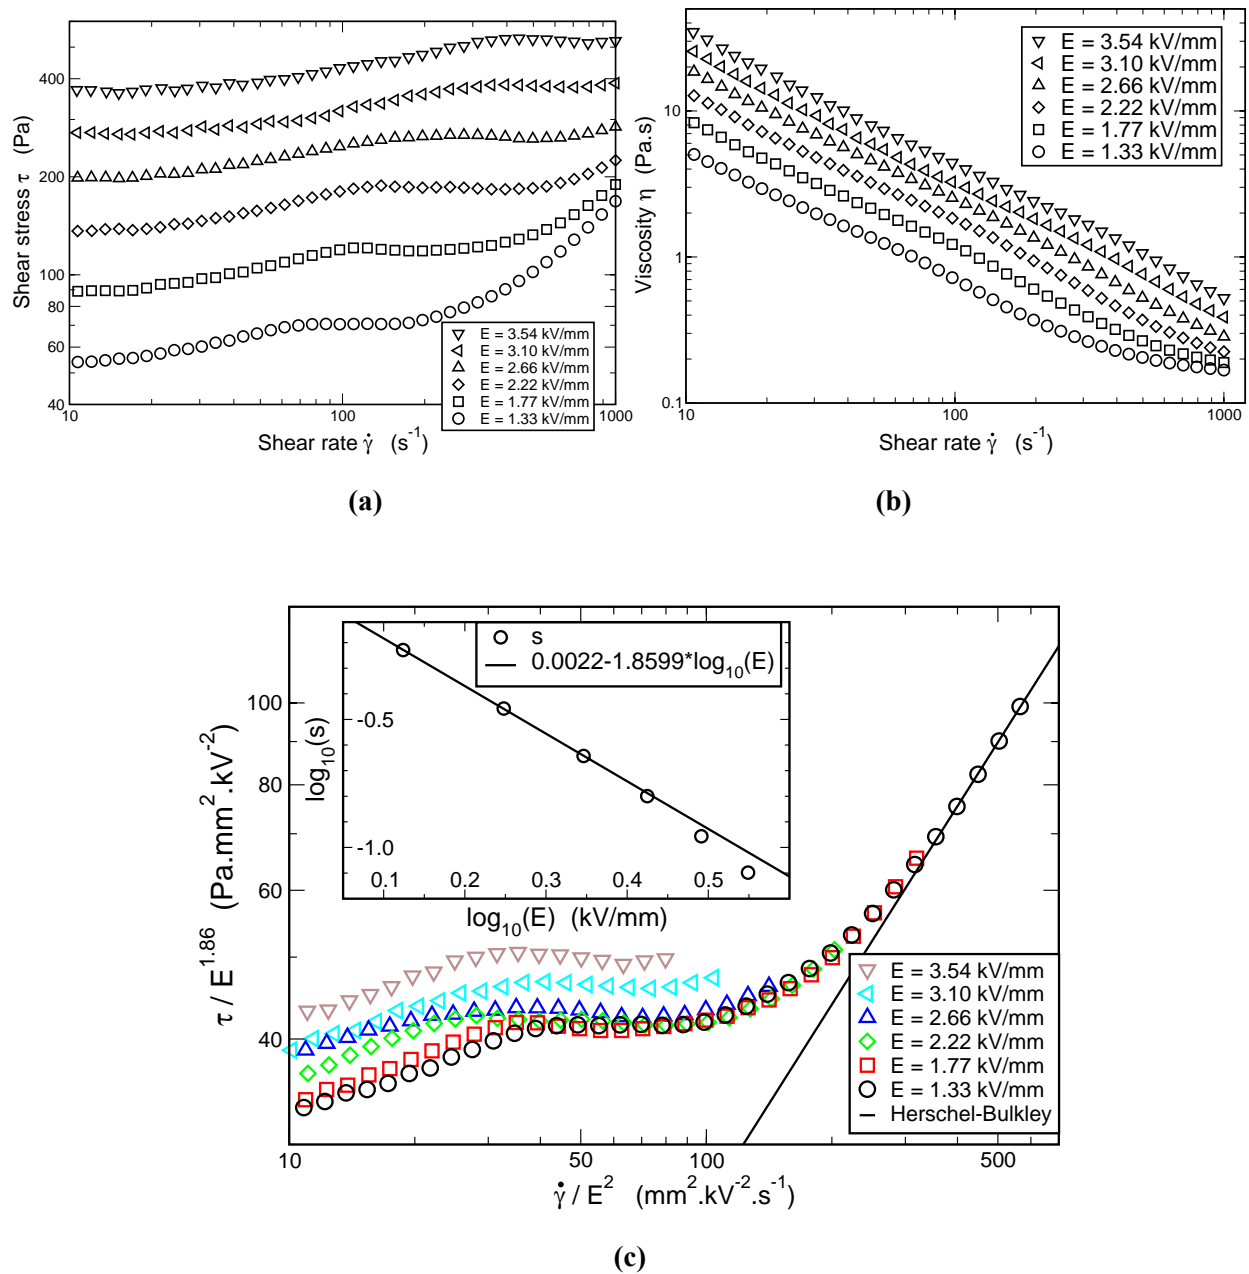 400
200
100
80
60
40
10
100
1000
Shear stress τ (Pa)
Shear rate γ̇ (s⁻¹)
E = 3.54 kV/mm
E = 3.10 kV/mm
E = 2.66 kV/mm
E = 2.22 kV/mm
E = 1.77 kV/mm
E = 1.33 kV/mm
(a)
10
1
0.1
10
100
1000
Viscosity η (Pa.s)
Shear rate γ̇ (s⁻¹)
E = 3.54 kV/mm
E = 3.10 kV/mm
E = 2.66 kV/mm
E = 2.22 kV/mm
E = 1.77 kV/mm
E = 1.33 kV/mm
(b)
100
80
60
40
10
50
100
500
τ / E¹·⁸⁶ (Pa.mm².kV⁻²)
γ̇ / E² (mm².kV⁻².s⁻¹)
s
0.0022-1.8599*log₁₀(E)
-0.5
-1.0
0.1
0.2
0.3
0.4
0.5
log₁₀(s)
log₁₀(E) (kV/mm)
E = 3.54 kV/mm
E = 3.10 kV/mm
E = 2.66 kV/mm
E = 2.22 kV/mm
E = 1.77 kV/mm
E = 1.33 kV/mm
Herschel-Bulkley
(c)